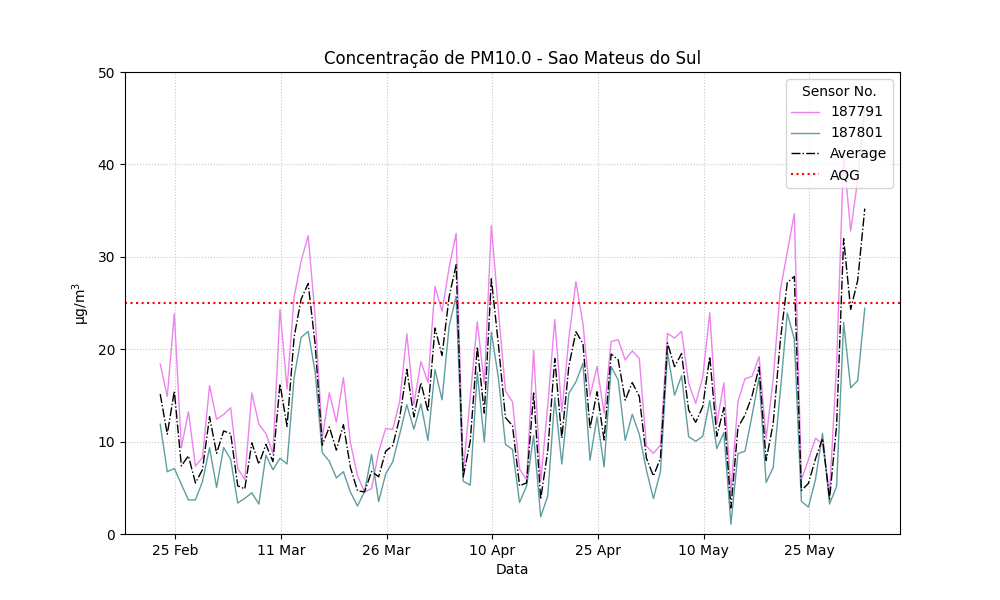 Concentração de PM10.0 - Sao Mateus do Sul
50
40
30
20
10
0
µg/m³
25 Feb
11 Mar
26 Mar
10 Apr
25 Apr
10 May
25 May
Data
Sensor No.
187791
187801
Average
AQG